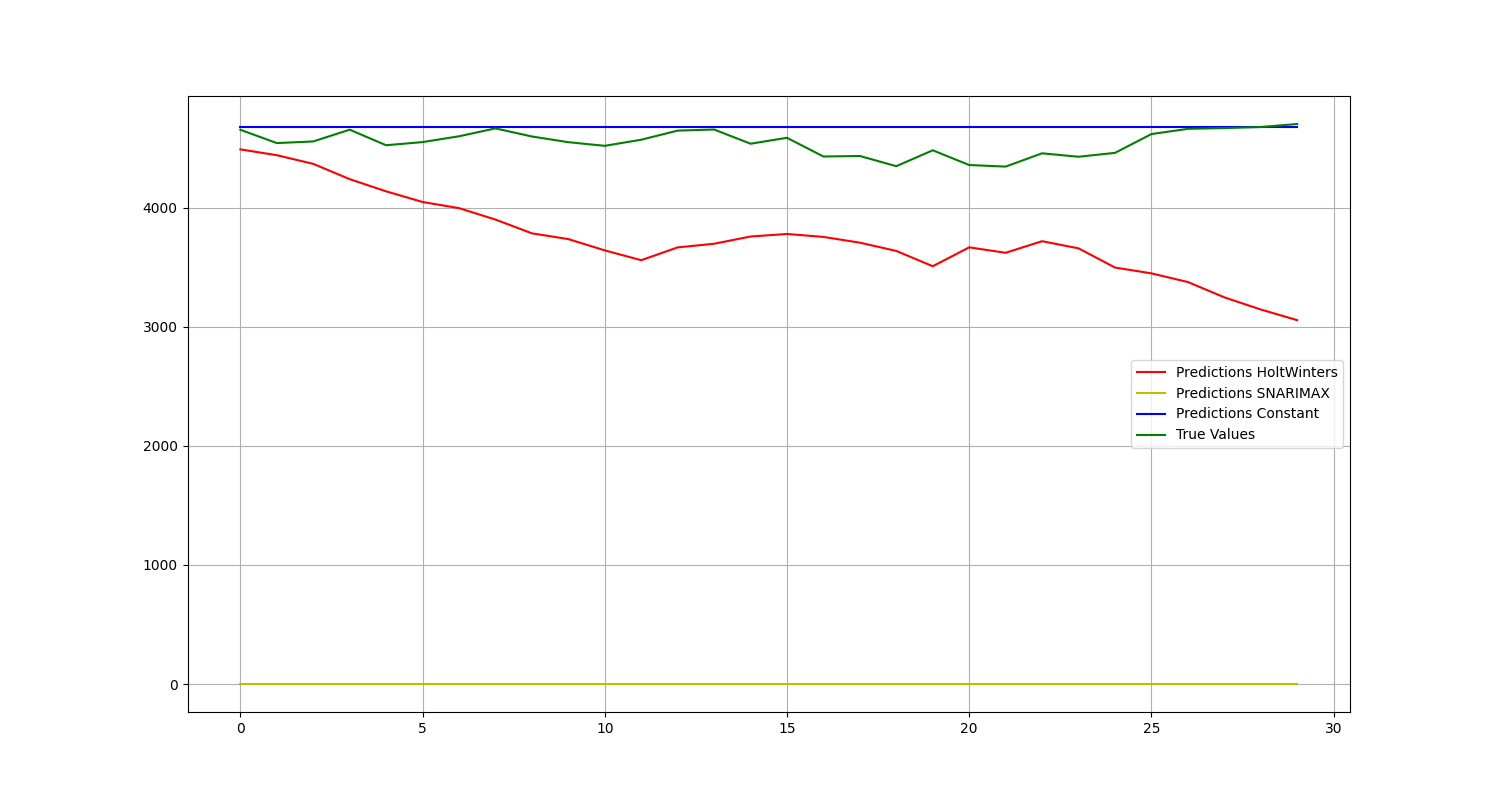 4000
3000
2000
1000
0
0 5 10 15 20 25 30
Predictions HoltWinters
Predictions SNARIMAX
Predictions Constant
True Values